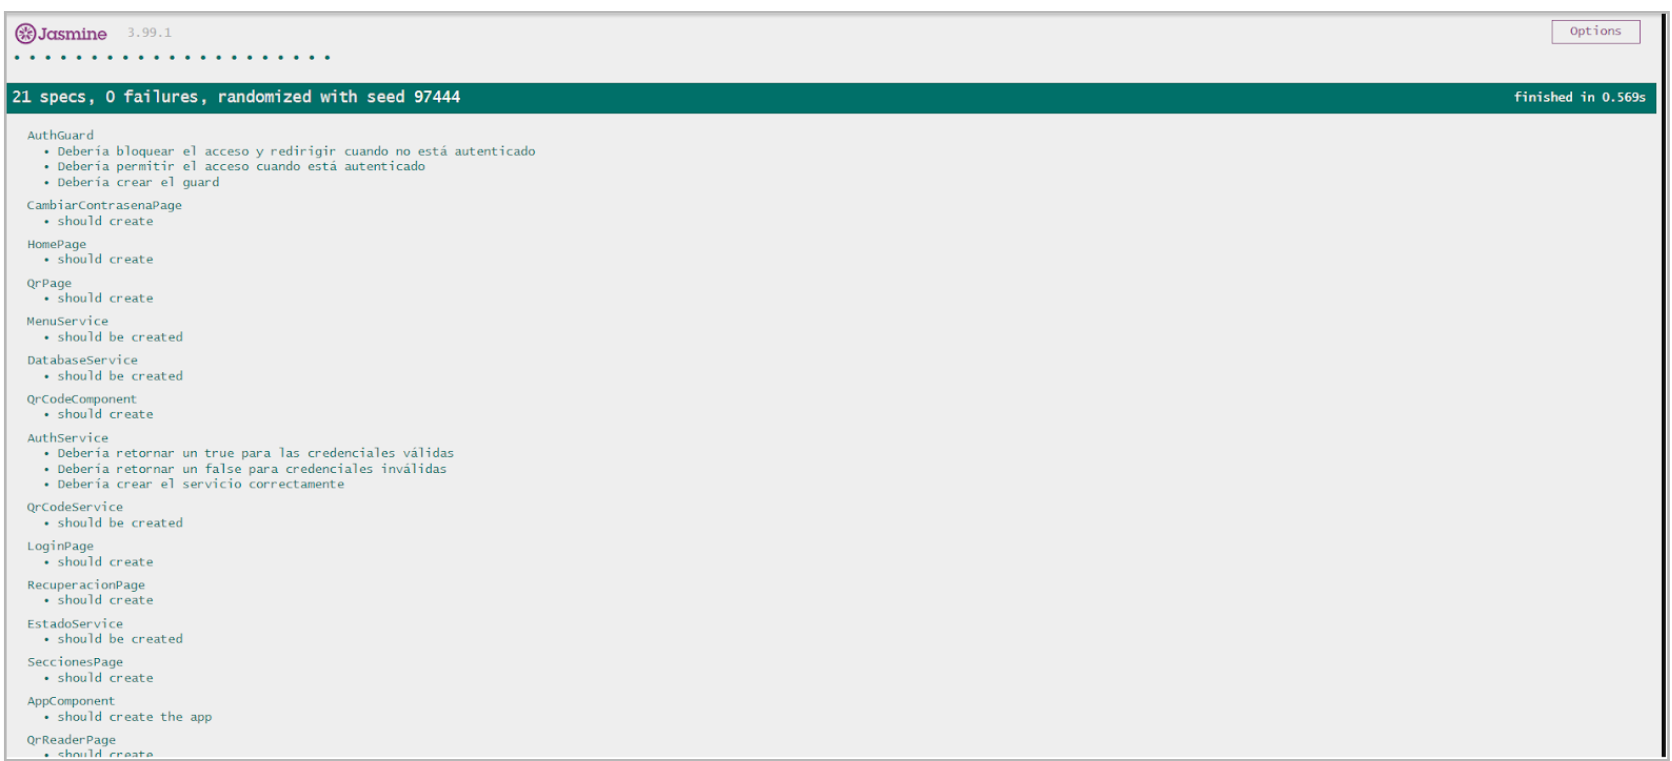 Jasmine 3.99.1 Options
• • • • • • • • • • • • • • • • • • • • •
21 specs, 0 failures, randomized with seed 97444 finished in 0.569s
AuthGuard
• Debería bloquear el acceso y redirigir cuando no está autenticado
• Debería permitir el acceso cuando está autenticado
• Debería crear el guard
CambiarContrasenaPage
• should create
HomePage
• should create
QrPage
• should create
MenuService
• should be created
DatabaseService
• should be created
QrCodeComponent
• should create
AuthService
• Debería retornar un true para las credenciales válidas
• Debería retornar un false para credenciales inválidas
• Debería crear el servicio correctamente
QrCodeService
• should be created
LoginPage
• should create
RecuperacionPage
• should create
EstadoService
• should be created
SeccionesPage
• should create
AppComponent
• should create the app
QrReaderPage
• should create